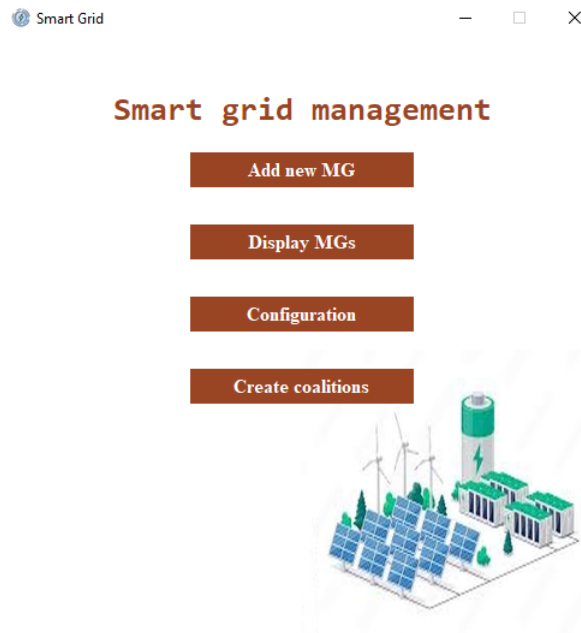 Smart Grid
Smart grid management
Add new MG
Display MGs
Configuration
Create coalitions